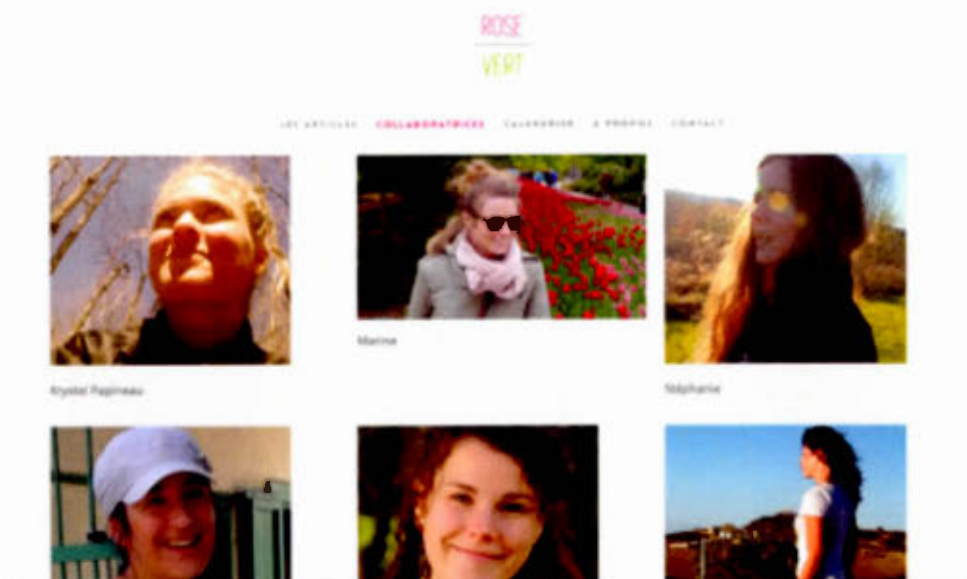 ROSE
VERT
LES ARTICLES COLLABORATRICES CALENDRIER À PROPOS CONTACT
Marine
Krystel Papineau
Stéphanie